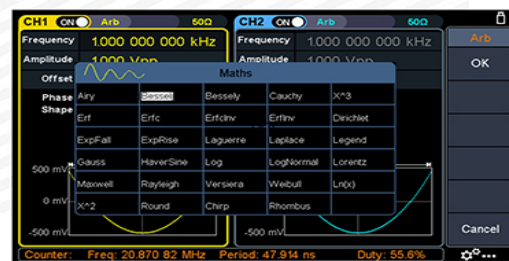 CH1 ON Arb 50Ω CH2 ON Arb 50Ω
Frequency 1.000 000 000 kHz Frequency 1.000 000 000 kHz Arb
Amplitude 1.000 Vpp Amplitude 1.000 Vpp OK
Offset Maths
Phase Airy Besselj Bessely Cauchy X^3
Shape Erf Erfc ErfcInv ErfInv Dirichlet
ExpFall ExpRise Laguerre Laplace Legend
500 mV Gauss HaverSine Log LogNormal Lorentz
0 mV Maxwell Rayleigh Versiera Weibull Ln(x)
X^2 Round Chirp Rhombus
-500 mV -500 mV Cancel
Counter: Freq: 20.870 82 MHz Period: 47.914 ns Duty: 55.6%